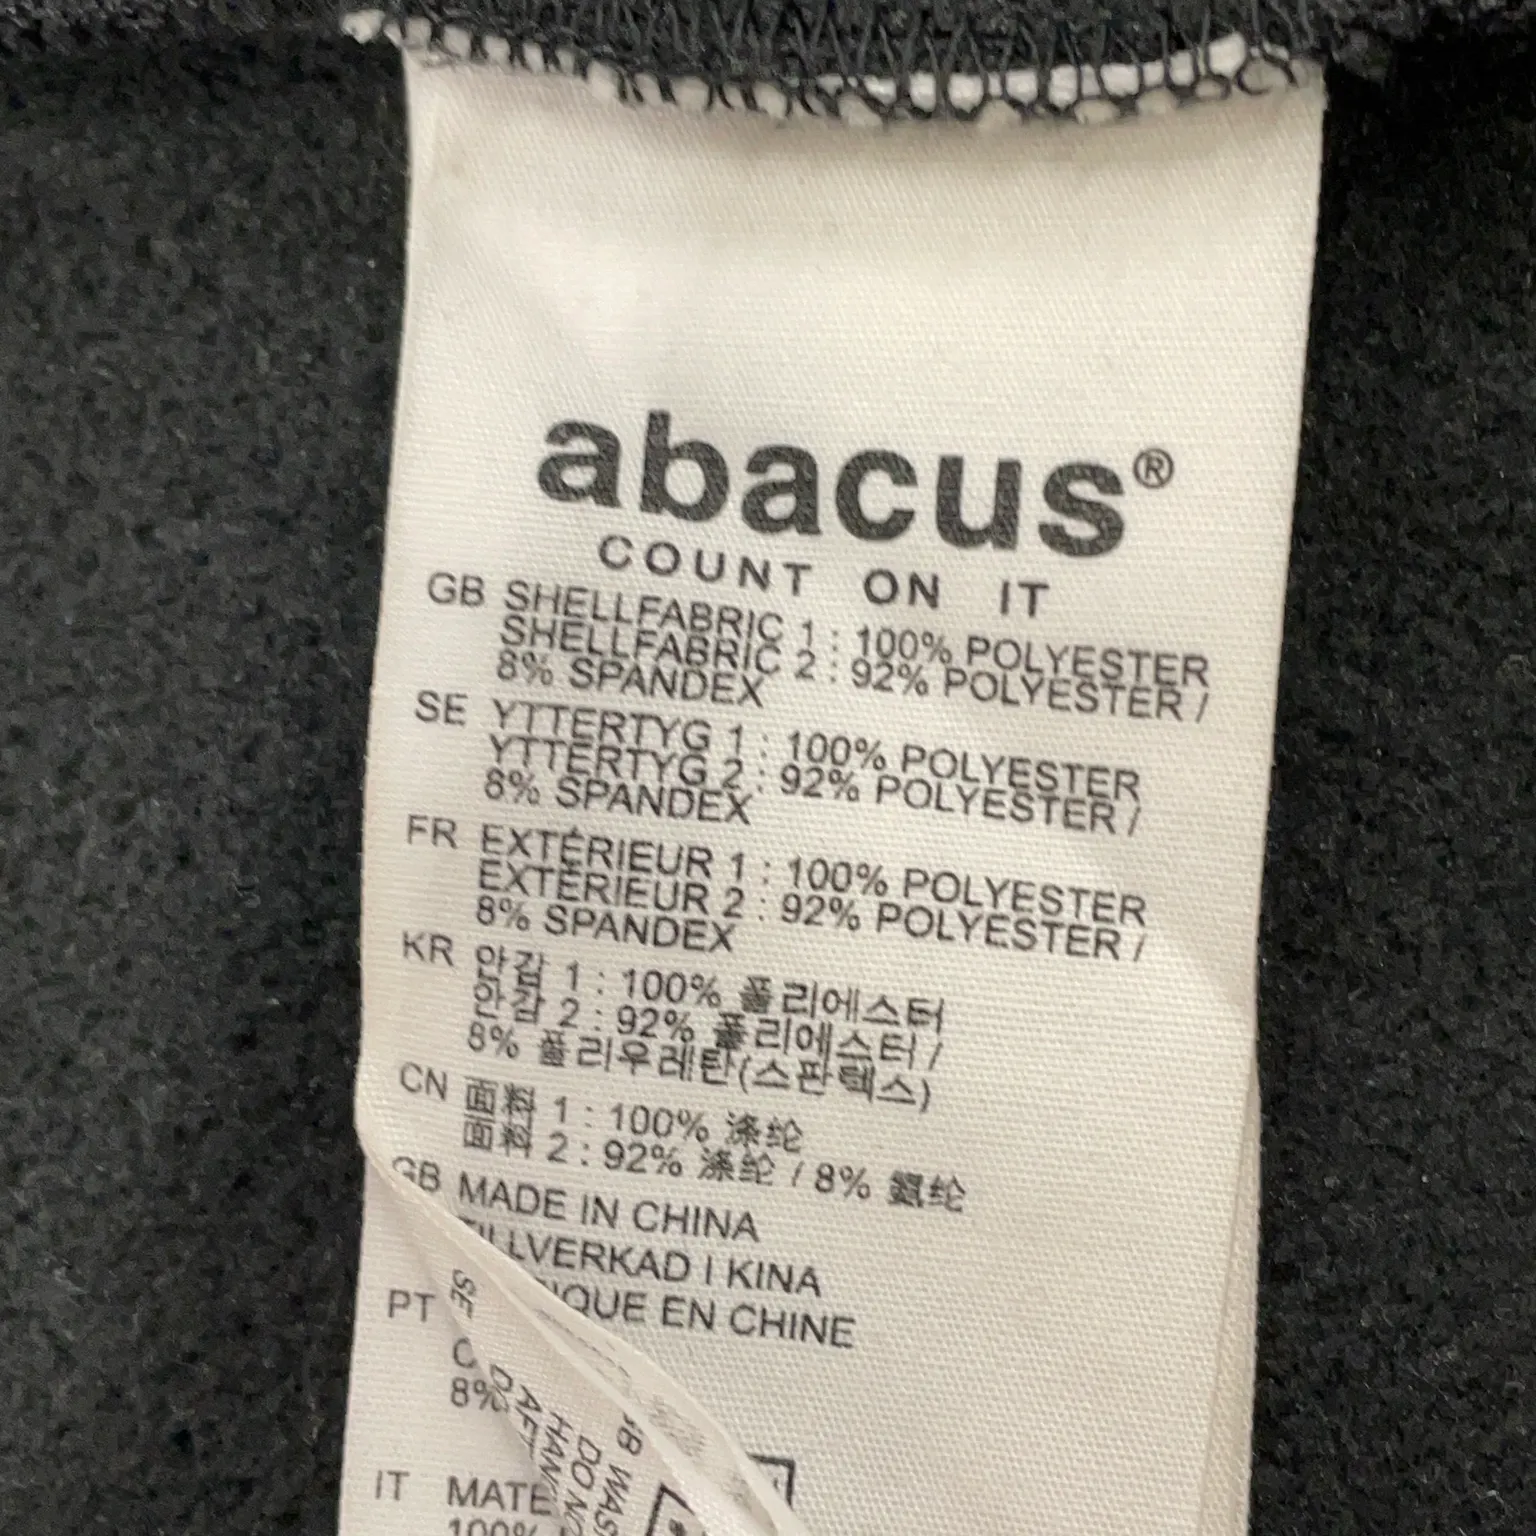 abacus®
COUNT ON IT
GB SHELLFABRIC 1 : 100% POLYESTER
SHELLFABRIC 2 : 92% POLYESTER /
8% SPANDEX
SE YTTERTYG 1 : 100% POLYESTER
YTTERTYG 2 : 92% POLYESTER /
8% SPANDEX
FR EXTÉRIEUR 1 : 100% POLYESTER
EXTÉRIEUR 2 : 92% POLYESTER /
8% SPANDEX
KR 안감 1 : 100% 폴리에스터
안감 2 : 92% 폴리에스터 /
8% 폴리우레탄(스판덱스)
CN 面料 1 : 100% 涤纶
面料 2 : 92% 涤纶 / 8% 氨纶
GB MADE IN CHINA
TILLVERKAD I KINA
EN CHINE
PT
8%
IT
100%
SE
GB
DO